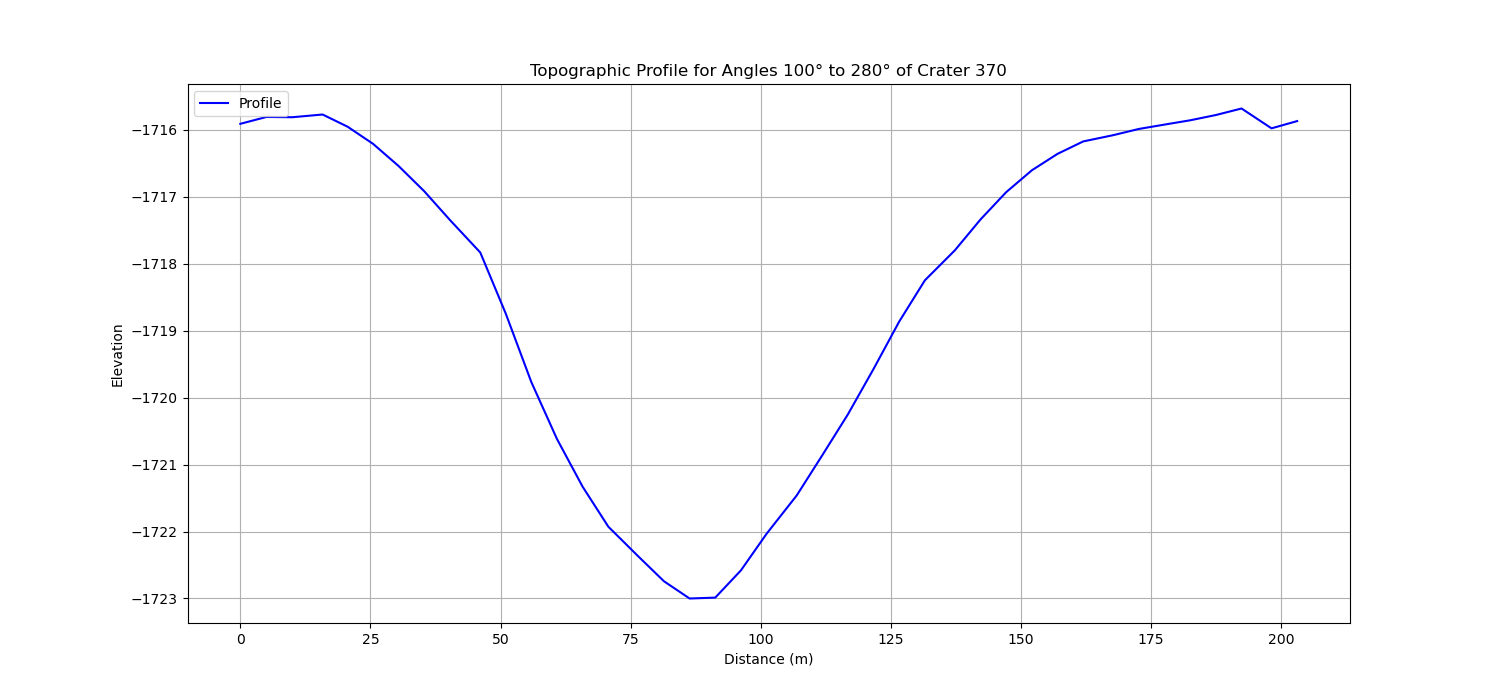 Topographic Profile for Angles 100° to 280° of Crater 370
Profile
−1716
−1717
−1718
−1719
−1720
−1721
−1722
−1723
Elevation
0 25 50 75 100 125 150 175 200
Distance (m)